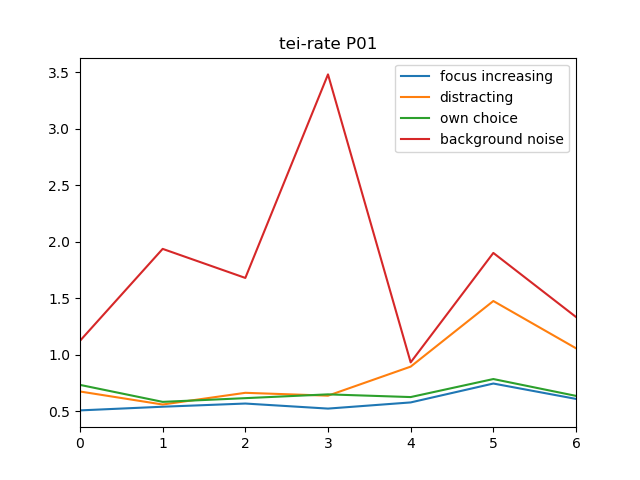 tei-rate P01
focus increasing
distracting
own choice
background noise
3.5
3.0
2.5
2.0
1.5
1.0
0.5
0 1 2 3 4 5 6